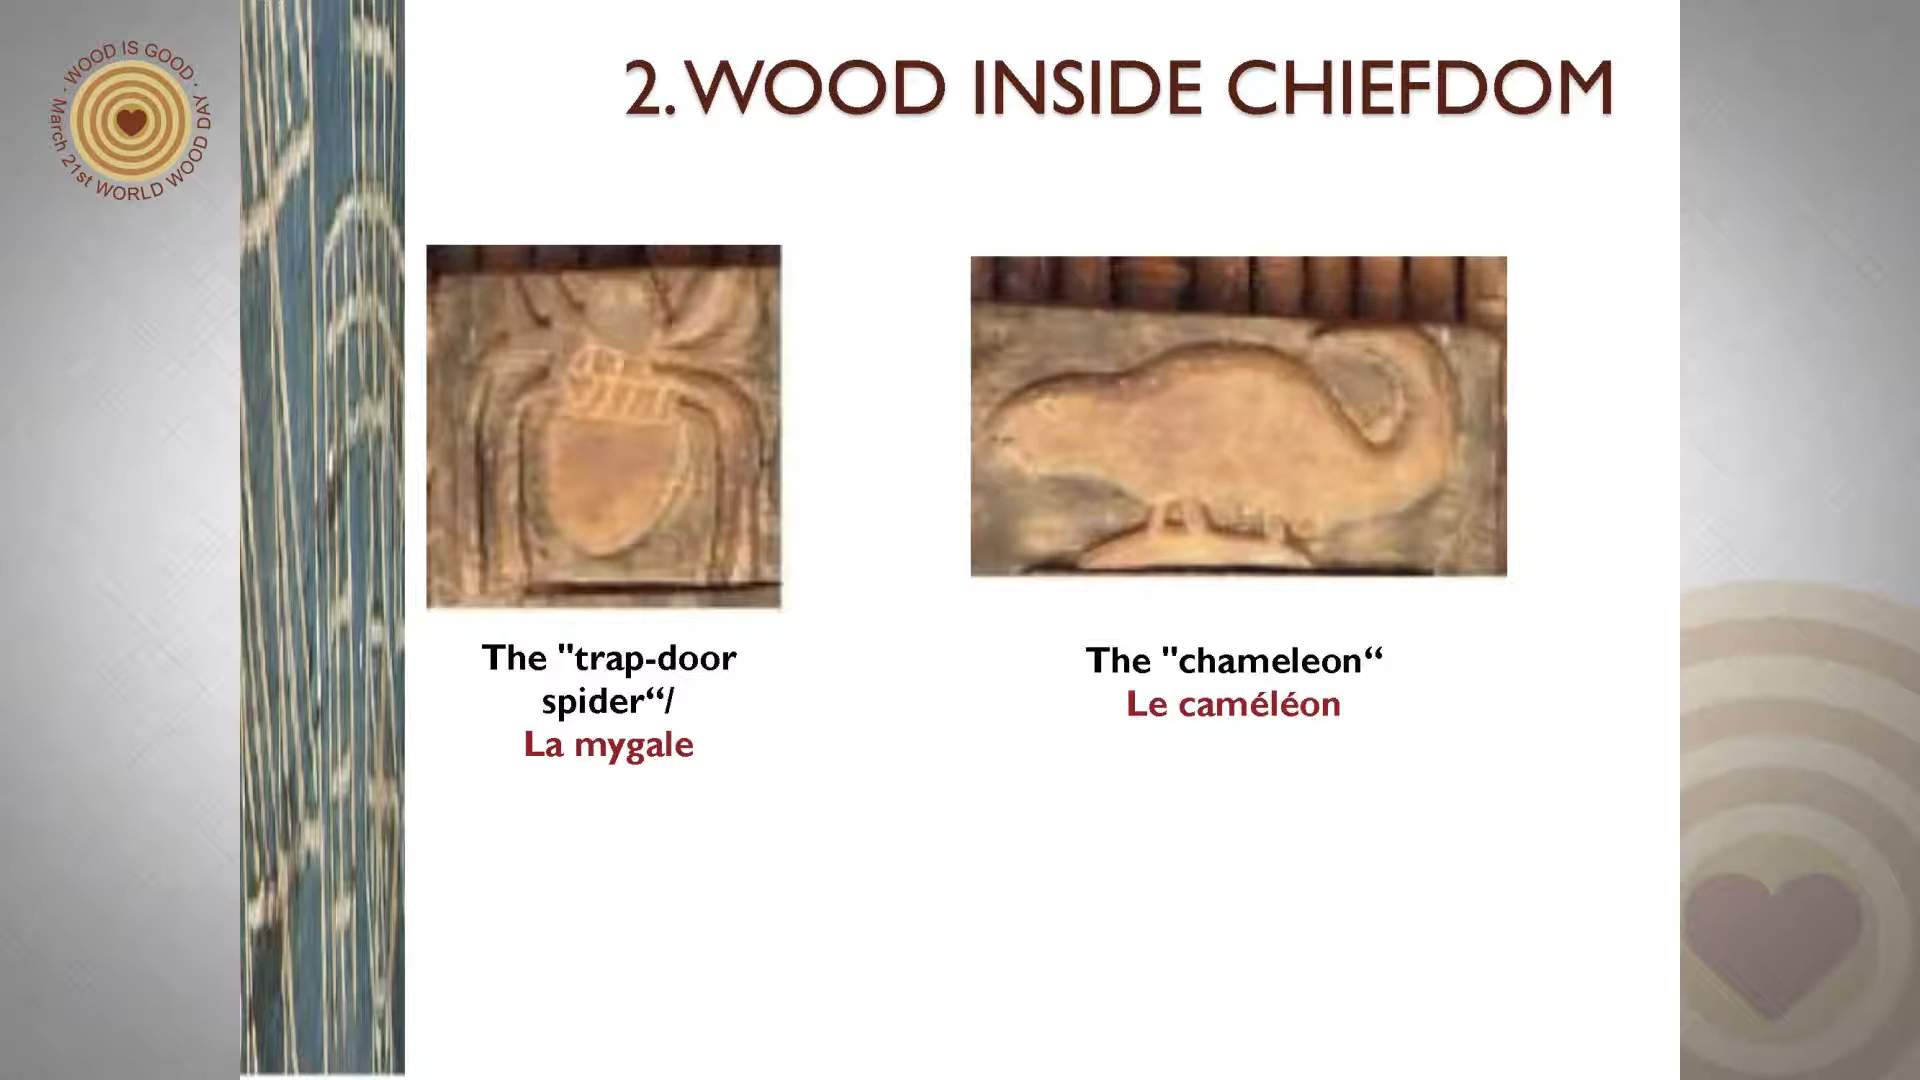 WOOD IS GOOD · March 21st WORLD WOOD DAY ·
2. WOOD INSIDE CHIEFDOM
The "trap-door
spider“/
La mygale
The "chameleon“
Le caméléon